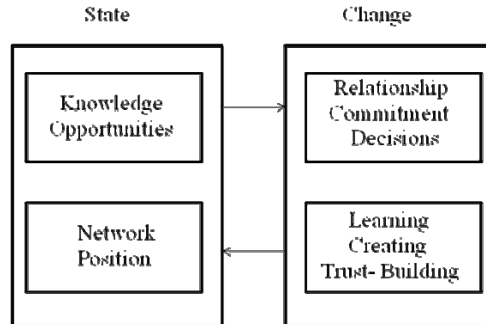 State
Change
Knowledge
Opportunities
Relationship
Commitment
Decisions
Network
Position
Learning
Creating
Trust- Building